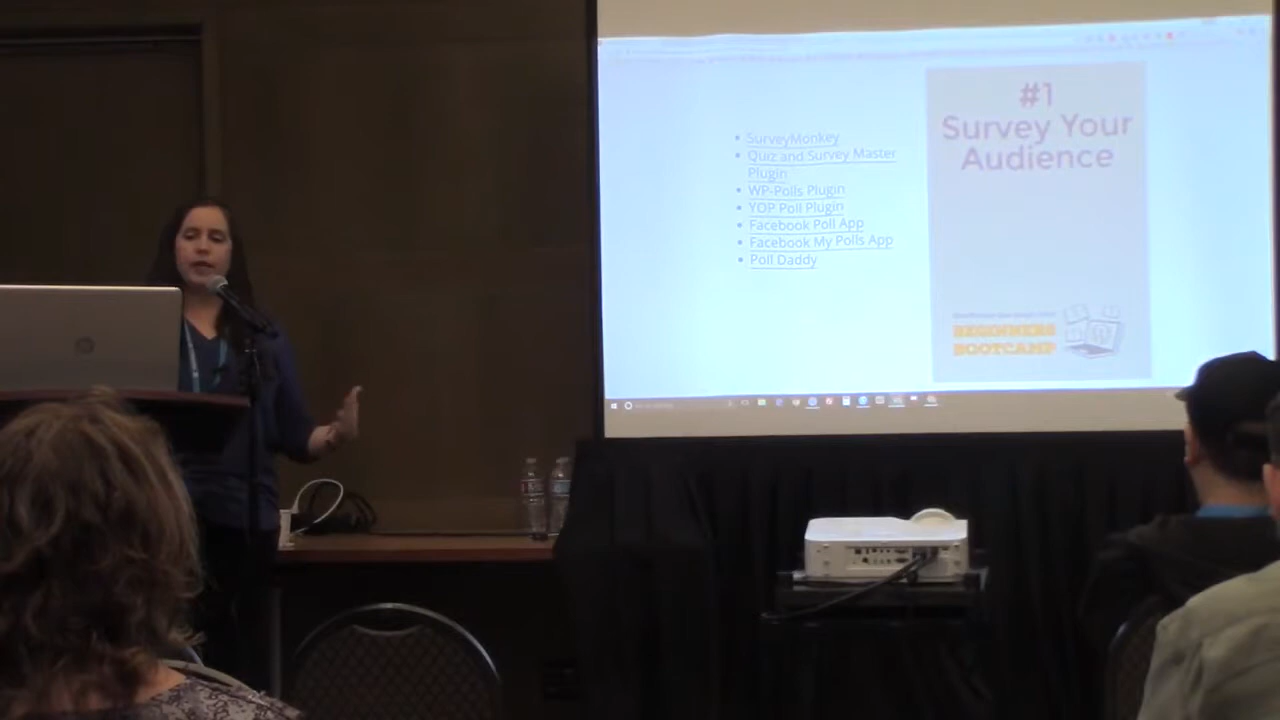 SurveyMonkey
Quiz and Survey Master
Plugin
WP-Polls Plugin
YOP Poll Plugin
Facebook Poll App
Facebook My Polls App
Poll Daddy
#1
Survey Your
Audience
BEGINNERS
BOOTCAMP